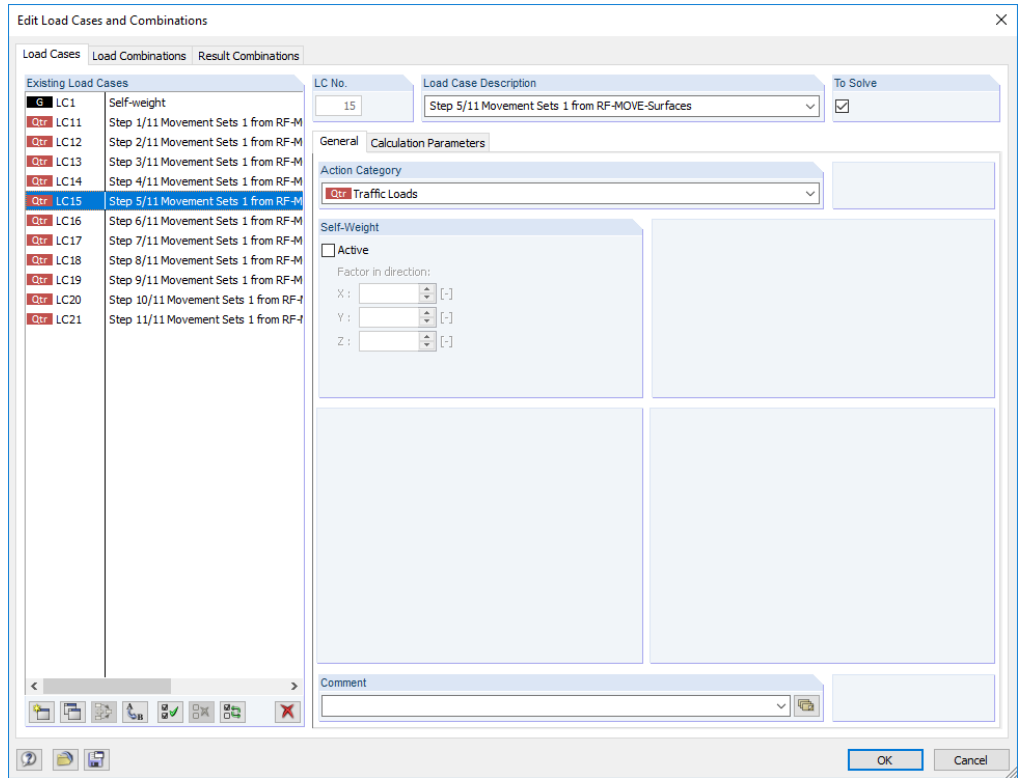 Edit Load Cases and Combinations
Load Cases Load Combinations Result Combinations
Existing Load Cases
G LC1 Self-weight
Qtr LC11 Step 1/11 Movement Sets 1 from RF-M
Qtr LC12 Step 2/11 Movement Sets 1 from RF-M
Qtr LC13 Step 3/11 Movement Sets 1 from RF-M
Qtr LC14 Step 4/11 Movement Sets 1 from RF-M
Qtr LC15 Step 5/11 Movement Sets 1 from RF-M
Qtr LC16 Step 6/11 Movement Sets 1 from RF-M
Qtr LC17 Step 7/11 Movement Sets 1 from RF-M
Qtr LC18 Step 8/11 Movement Sets 1 from RF-M
Qtr LC19 Step 9/11 Movement Sets 1 from RF-M
Qtr LC20 Step 10/11 Movement Sets 1 from RF-
Qtr LC21 Step 11/11 Movement Sets 1 from RF-
LC No.
15
Load Case Description
Step 5/11 Movement Sets 1 from RF-MOVE-Surfaces
To Solve
General Calculation Parameters
Action Category
Qtr Traffic Loads
Self-Weight
Active
Factor in direction:
X : [-]
Y : [-]
Z : [-]
Comment
OK Cancel